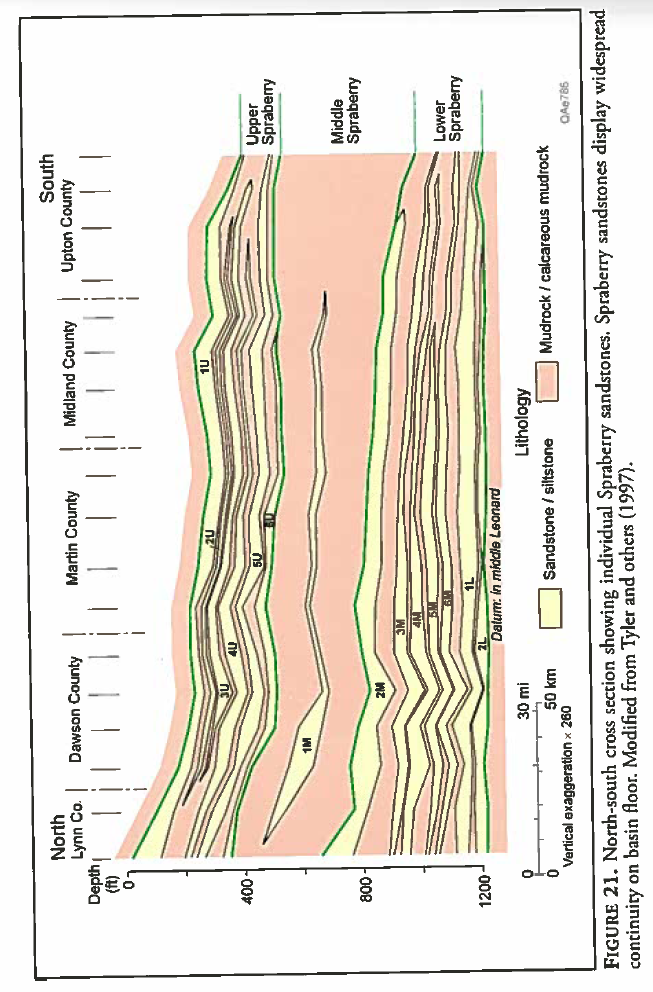 North
South
Lynn Co.
Dawson County
Martin County
Midland County
Upton County
Depth
(ft)
0
400
800
1200
1U
2U
3U
4U
5U
6U
1M
2M
3M
4M
5M
6M
1L
2L
Upper
Spraberry
Middle
Spraberry
Lower
Spraberry
Datum: in middle Leonard
0
30 mi
0
50 km
Vertical exaggeration × 260
Lithology
Sandstone / siltstone
Mudrock / calcareous mudrock
QAe786
FIGURE 21. North-south cross section showing individual Spraberry sandstones. Spraberry sandstones display widespread
continuity on basin floor. Modified from Tyler and others (1997).